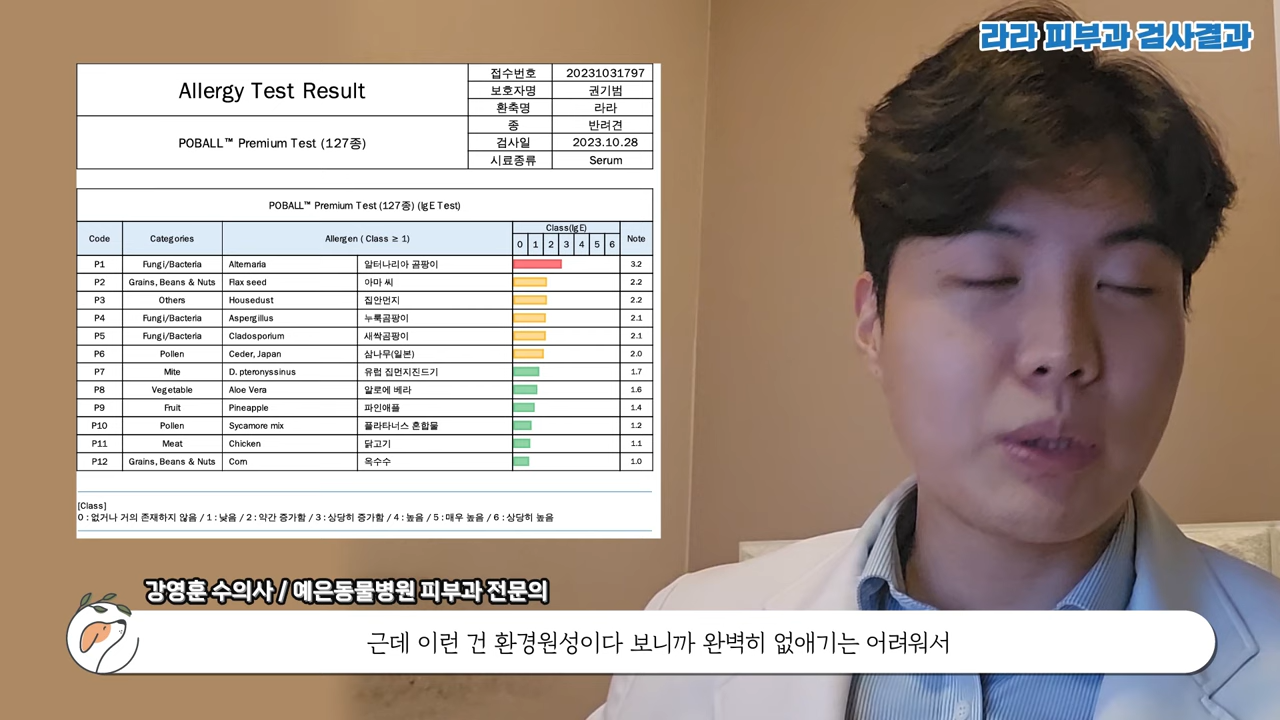 라라 피부과 검사결과
Allergy Test Result
접수번호 20231031797
보호자명 권기범
환축명 라라
POBALL™ Premium Test (127종)
종 반려견
검사일 2023.10.28
시료종류 Serum
POBALL™ Premium Test (127종) (IgE Test)
Code Categories Allergen ( Class ≥ 1) Class(IgE) Note
0 1 2 3 4 5 6
P1 Fungi/Bacteria Alternaria 알터나리아 곰팡이 3.2
P2 Grains, Beans & Nuts Flax seed 아마 씨 2.2
P3 Others Housedust 집안먼지 2.2
P4 Fungi/Bacteria Aspergillus 누룩곰팡이 2.1
P5 Fungi/Bacteria Cladosporium 새싹곰팡이 2.1
P6 Pollen Ceder, Japan 삼나무(일본) 2.0
P7 Mite D. pteronyssinus 유럽 집먼지진드기 1.7
P8 Vegetable Aloe Vera 알로에 베라 1.6
P9 Fruit Pineapple 파인애플 1.4
P10 Pollen Sycamore mix 플라타너스 혼합물 1.2
P11 Meat Chicken 닭고기 1.1
P12 Grains, Beans & Nuts Corn 옥수수 1.0
[Class]
0 : 없거나 거의 존재하지 않음 / 1 : 낮음 / 2 : 약간 증가함 / 3 : 상당히 증가함 / 4 : 높음 / 5 : 매우 높음 / 6 : 상당히 높음
강영훈 수의사 / 예은동물병원 피부과 전문의
근데 이런 건 환경원성이다 보니까 완벽히 없애기는 어려워서